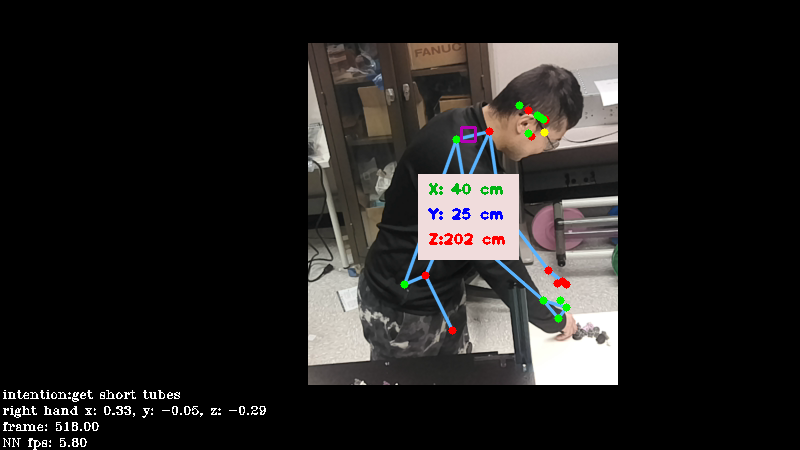 FANUC
X: 40 cm
Y: 25 cm
Z:202 cm
intention:get short tubes
right hand x: 0.33, y: -0.05, z: -0.29
frame: 518.00
NN fps: 5.80